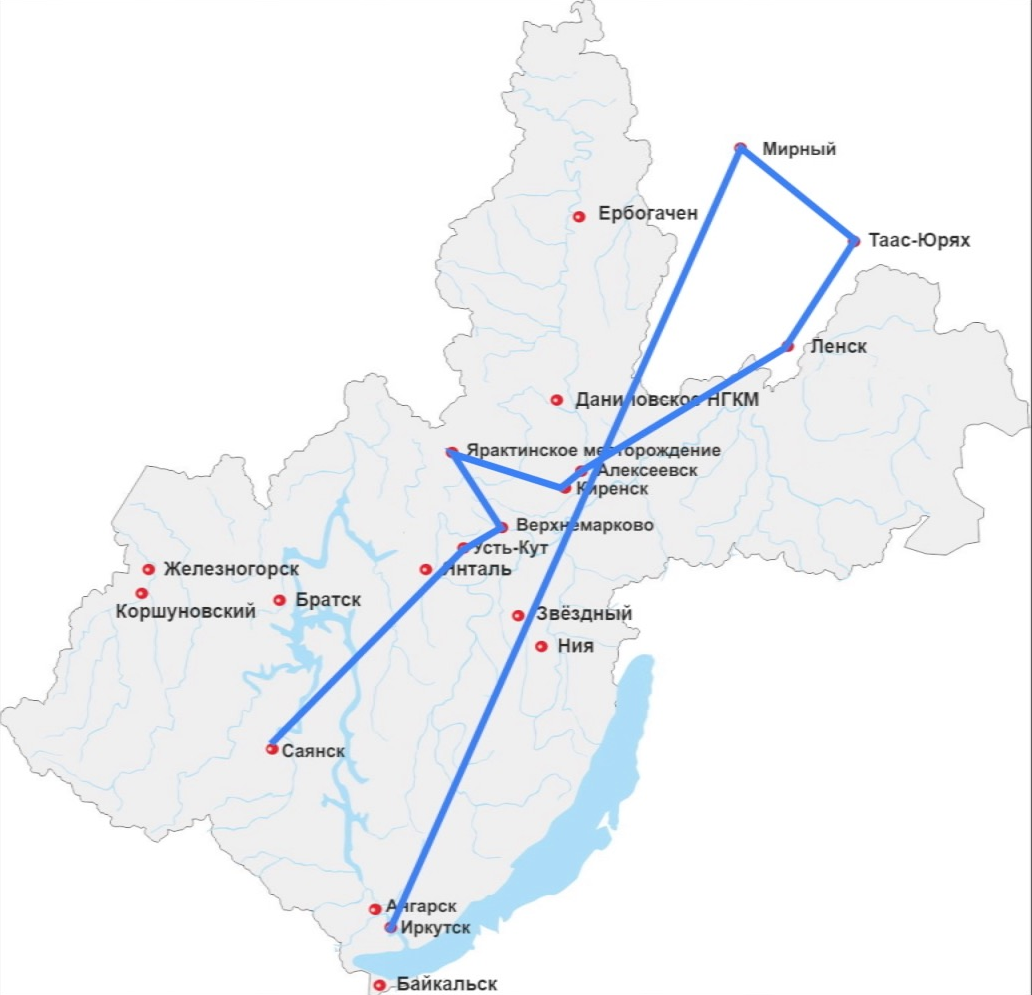 Мирный
Ербогачен
Таас-Юрях
Ленск
Даниловское НГКМ
Ярактинское месторождение
Алексеевск
Киренск
Верхнемарково
Усть-Кут
Янталь
Железногорск
Братск
Коршуновский
Звёздный
Ния
Саянск
Ангарск
Иркутск
Байкальск